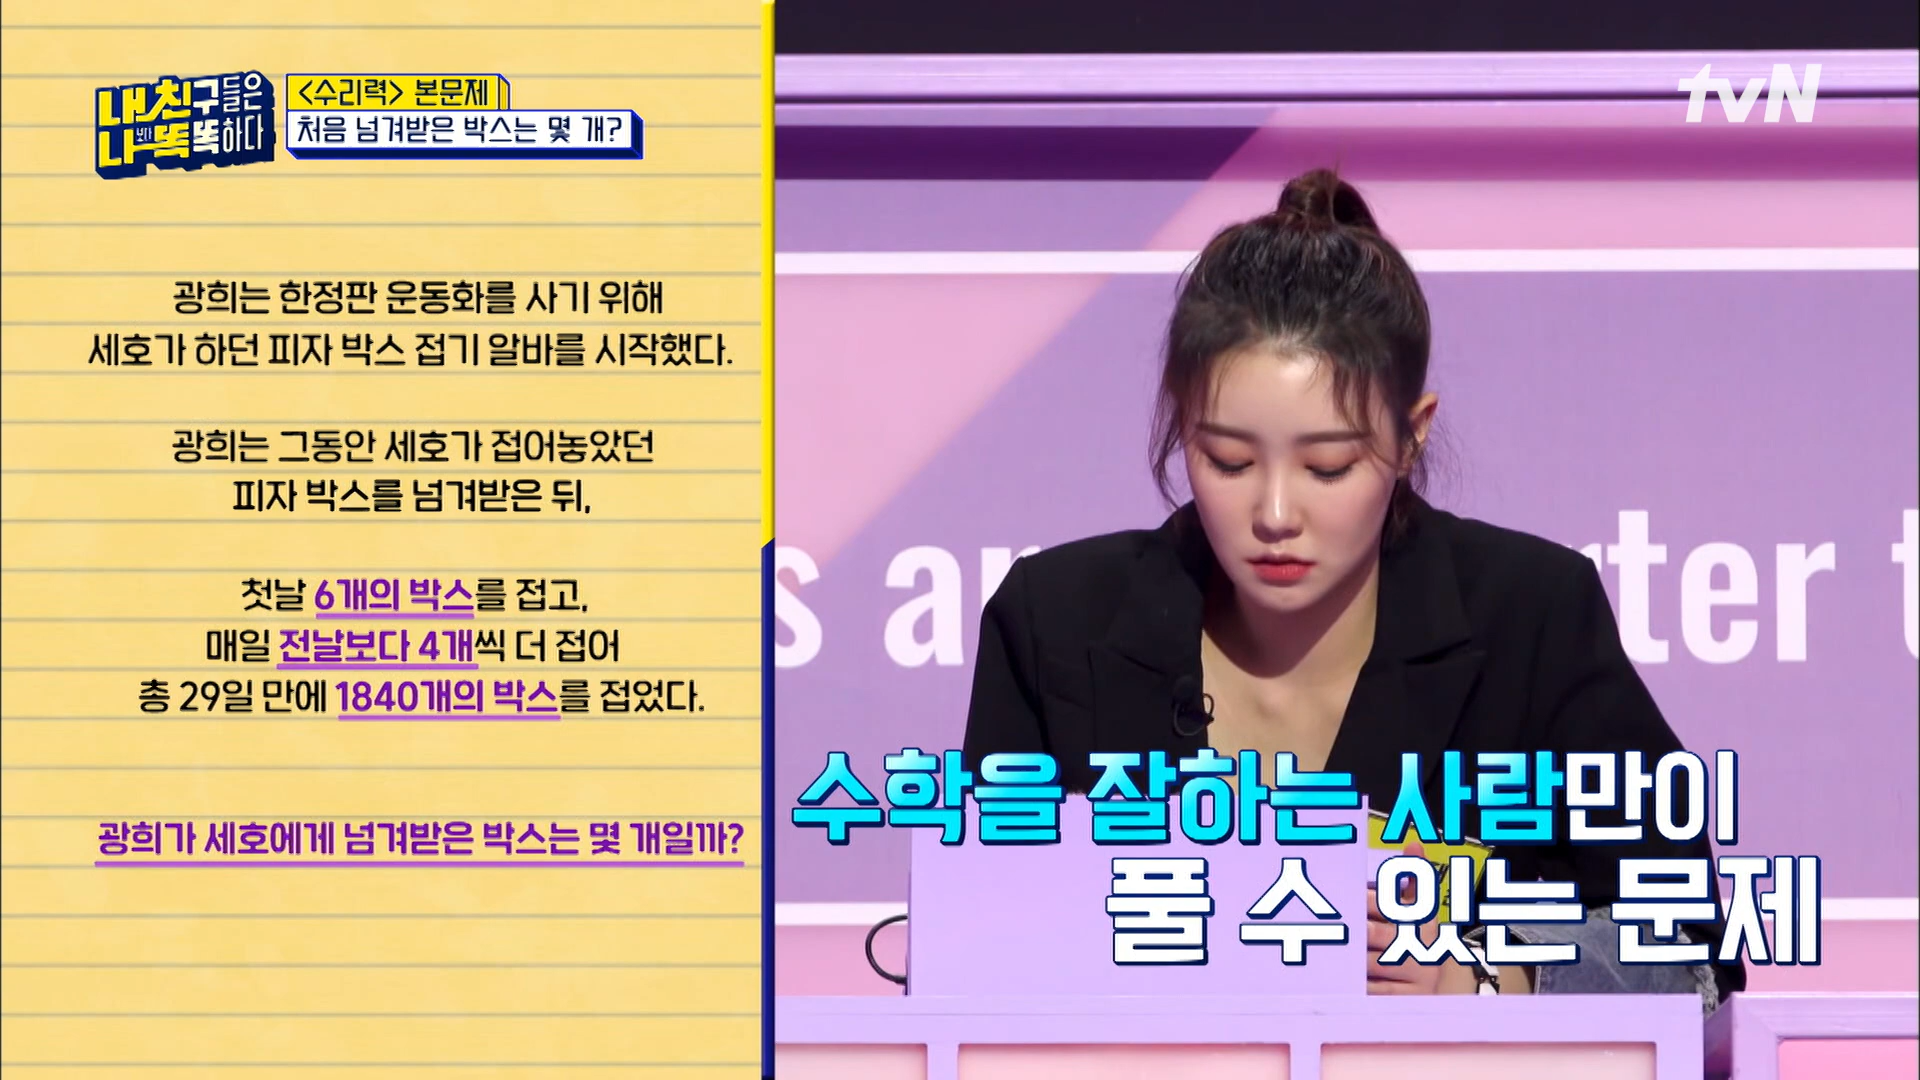 내 친구들은
나보다 똑똑하다
<수리력> 본문제
처음 넘겨받은 박스는 몇 개?
tvN
광희는 한정판 운동화를 사기 위해
세호가 하던 피자 박스 접기 알바를 시작했다.
광희는 그동안 세호가 접어놓았던
피자 박스를 넘겨받은 뒤,
첫날 6개의 박스를 접고,
매일 전날보다 4개씩 더 접어
총 29일 만에 1840개의 박스를 접었다.
광희가 세호에게 넘겨받은 박스는 몇 개일까?
수학을 잘하는 사람만이
풀 수 있는 문제